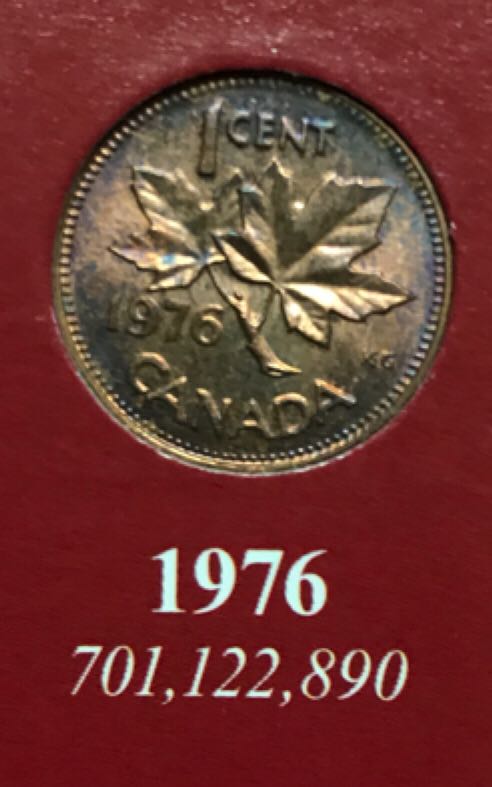 1 CENT
1976
KG
CANADA
1976
701,122,890